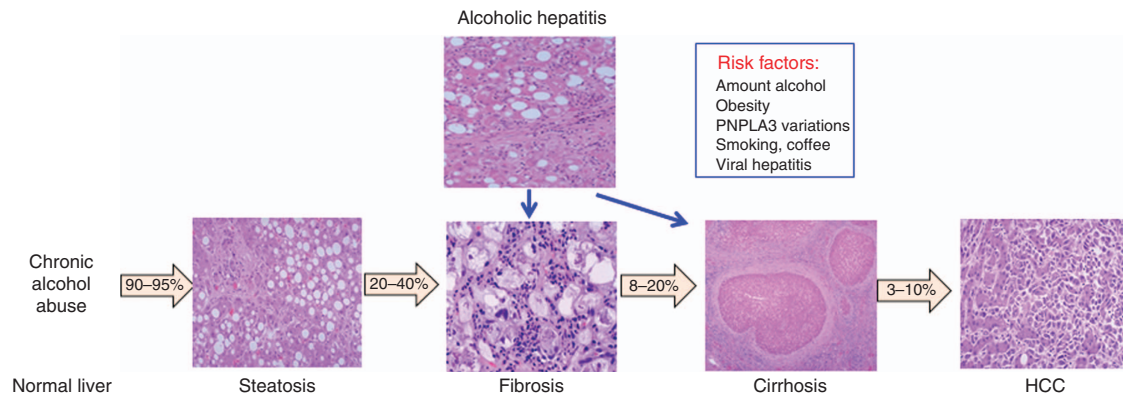 Alcoholic hepatitis
Risk factors:
Amount alcohol
Obesity
PNPLA3 variations
Smoking, coffee
Viral hepatitis
Chronic
alcohol
abuse
90–95%
20–40%
8–20%
3–10%
Normal liver
Steatosis
Fibrosis
Cirrhosis
HCC